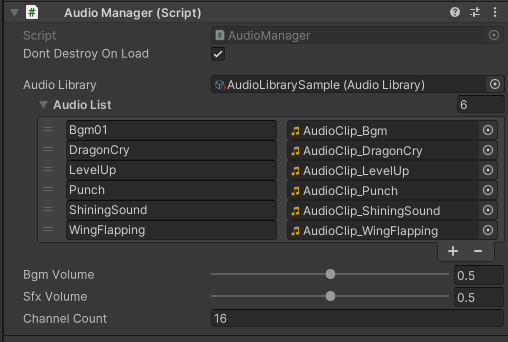 Audio Manager (Script)
Script AudioManager
Dont Destroy On Load
Audio Library AudioLibrarySample (Audio Library)
Audio List 6
Bgm01 AudioClip_Bgm
DragonCry AudioClip_DragonCry
LevelUp AudioClip_LevelUp
Punch AudioClip_Punch
ShiningSound AudioClip_ShiningSound
WingFlapping AudioClip_WingFlapping
+ −
Bgm Volume 0.5
Sfx Volume 0.5
Channel Count 16